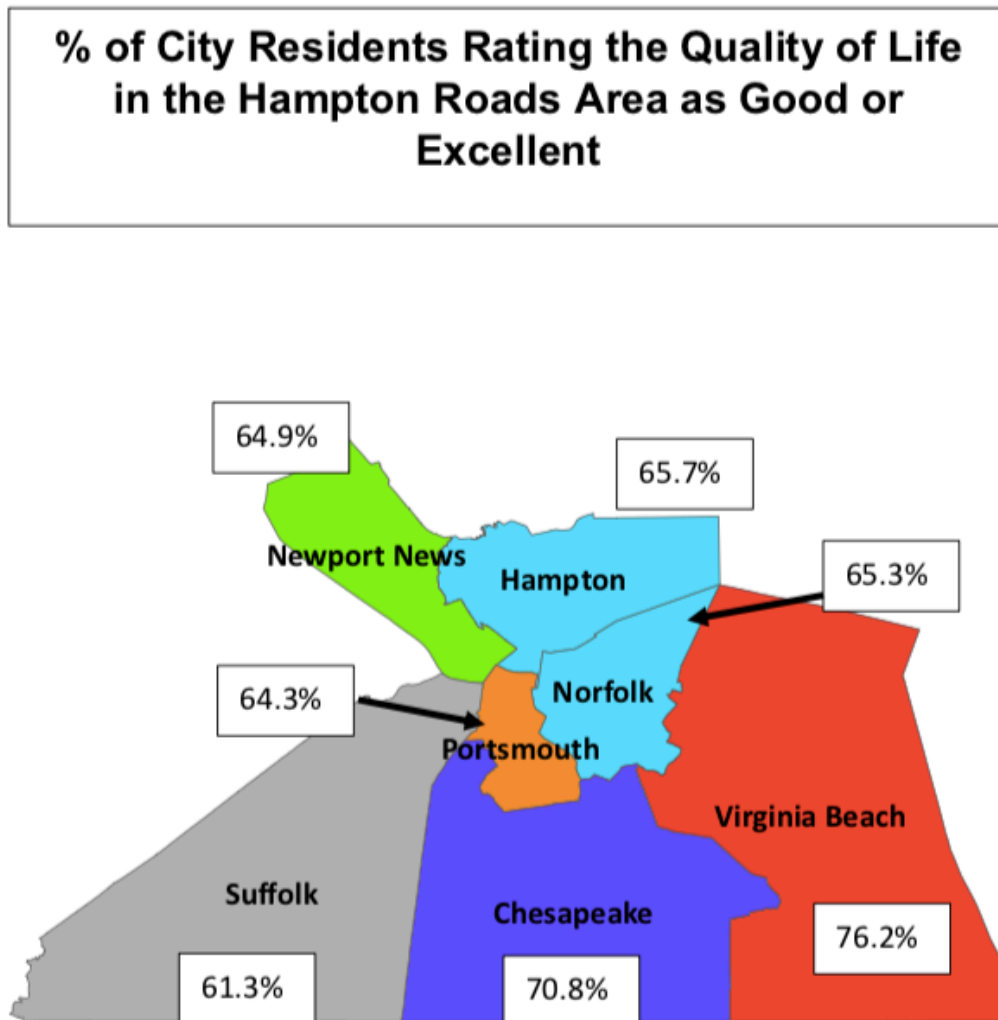 % of City Residents Rating the Quality of Life
in the Hampton Roads Area as Good or
Excellent
64.9%
65.7%
Newport News
Hampton
65.3%
64.3%
Norfolk
Portsmouth
Virginia Beach
Suffolk
Chesapeake
76.2%
61.3%
70.8%